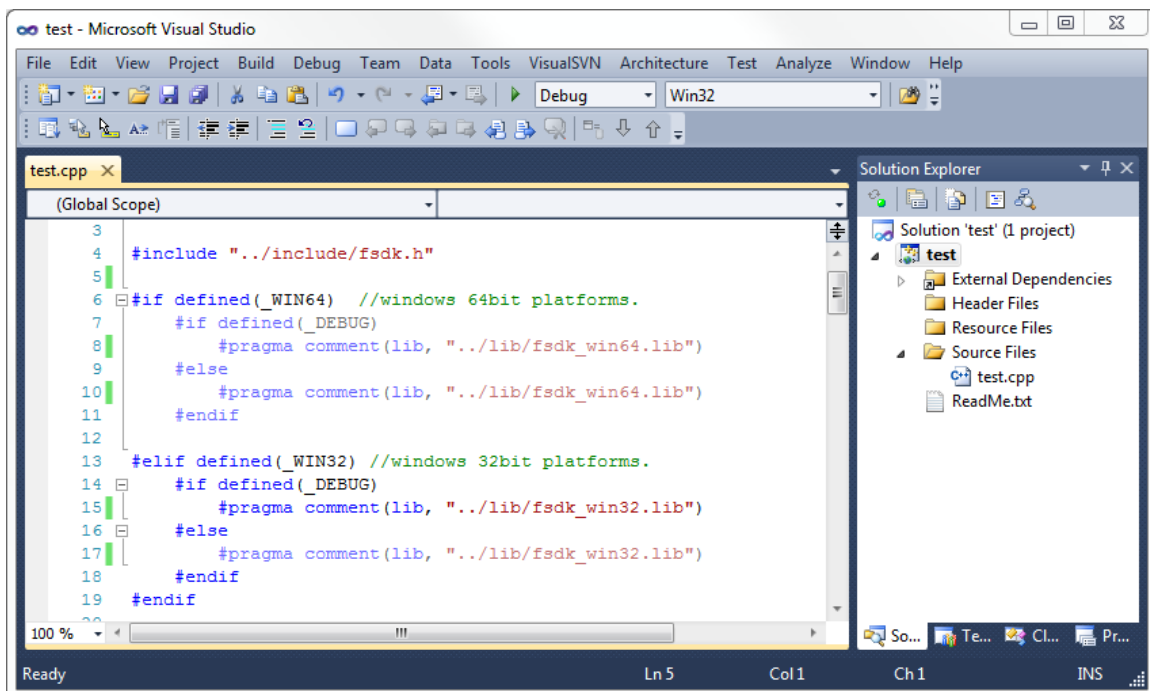 test - Microsoft Visual Studio
File Edit View Project Build Debug Team Data Tools VisualSVN Architecture Test Analyze Window Help
Debug Win32
test.cpp
(Global Scope)
3
4 #include "../include/fsdk.h"
5
6 #if defined(_WIN64) //windows 64bit platforms.
7 #if defined(_DEBUG)
8 #pragma comment(lib, "../lib/fsdk_win64.lib")
9 #else
10 #pragma comment(lib, "../lib/fsdk_win64.lib")
11 #endif
12
13 #elif defined(_WIN32) //windows 32bit platforms.
14 #if defined(_DEBUG)
15 #pragma comment(lib, "../lib/fsdk_win32.lib")
16 #else
17 #pragma comment(lib, "../lib/fsdk_win32.lib")
18 #endif
19 #endif
100 %
Solution Explorer
Solution 'test' (1 project)
test
External Dependencies
Header Files
Resource Files
Source Files
test.cpp
ReadMe.txt
So... Te... Cl... Pr...
Ready Ln 5 Col 1 Ch 1 INS